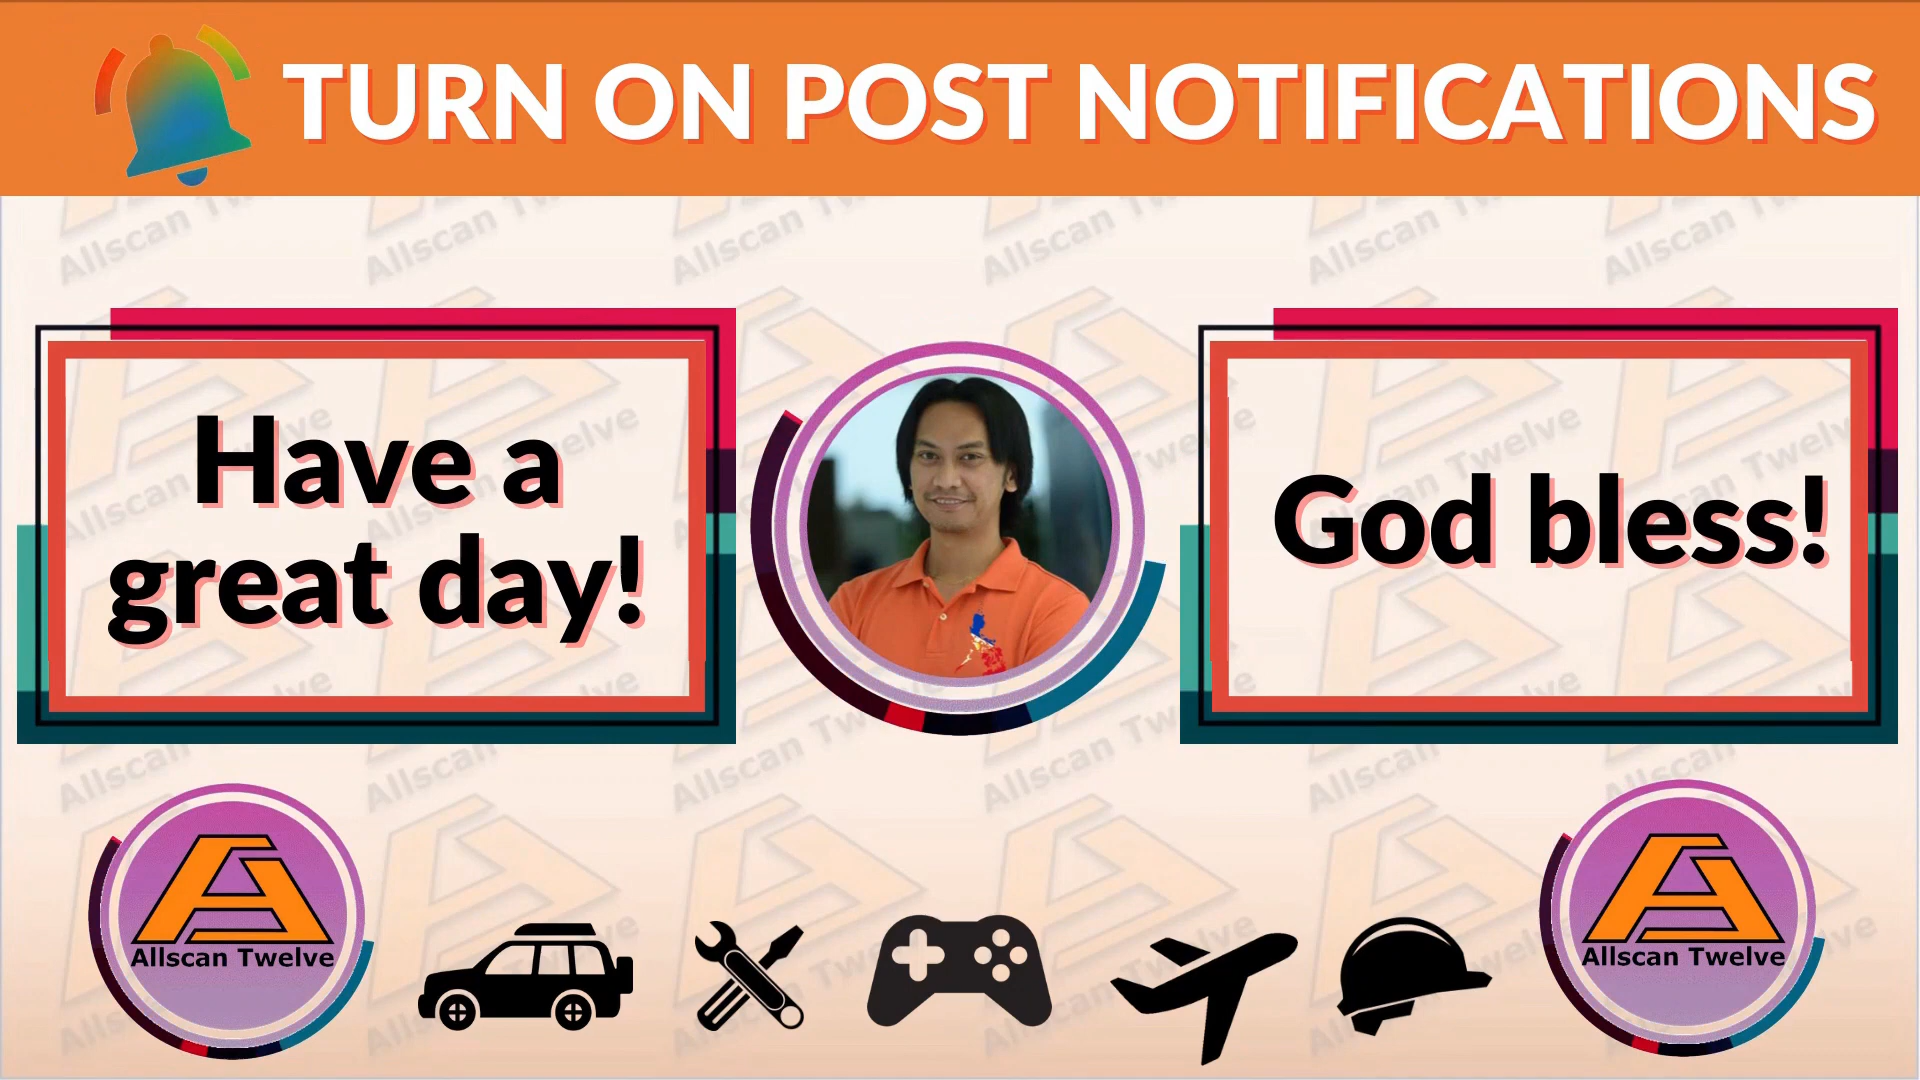 TURN ON POST NOTIFICATIONS
Have a
great day!
God bless!
Allscan Twelve
Allscan Twelve